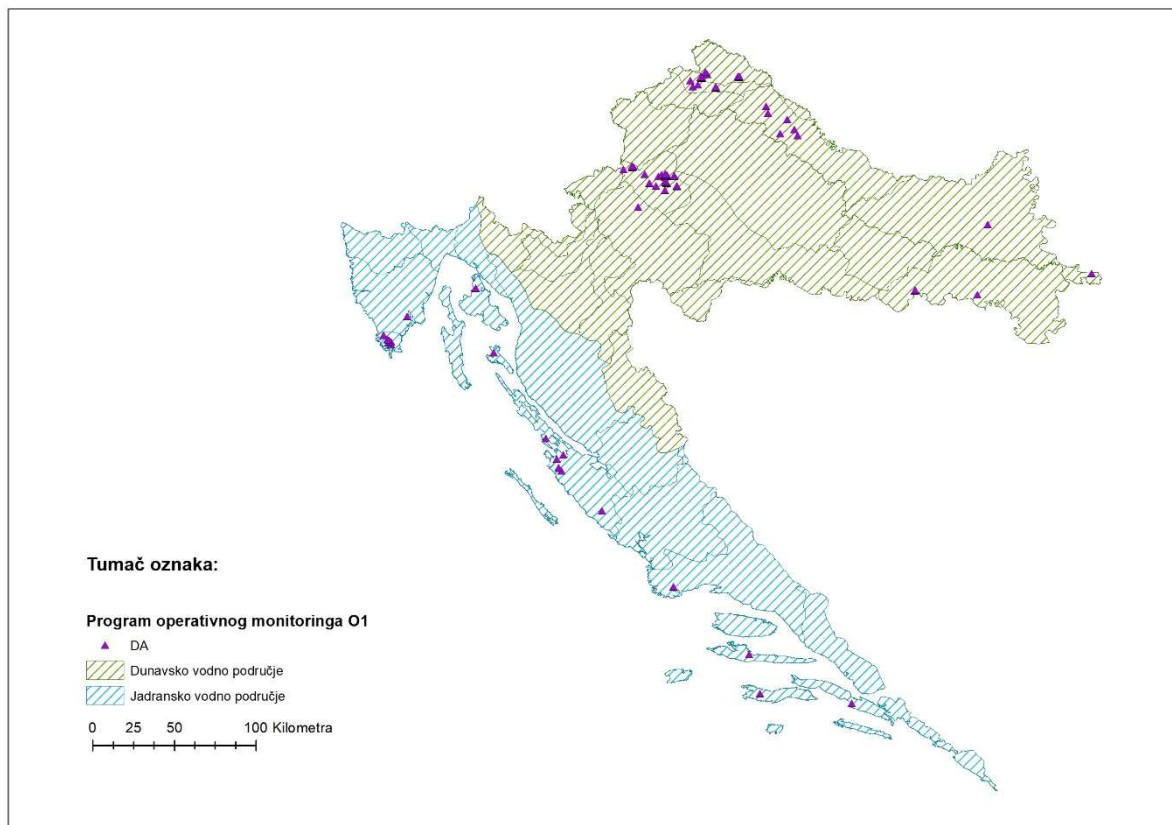 Tumač oznaka:
Program operativnog monitoringa O1
DA
Dunavsko vodno područje
Jadransko vodno područje
0 25 50 100 Kilometra